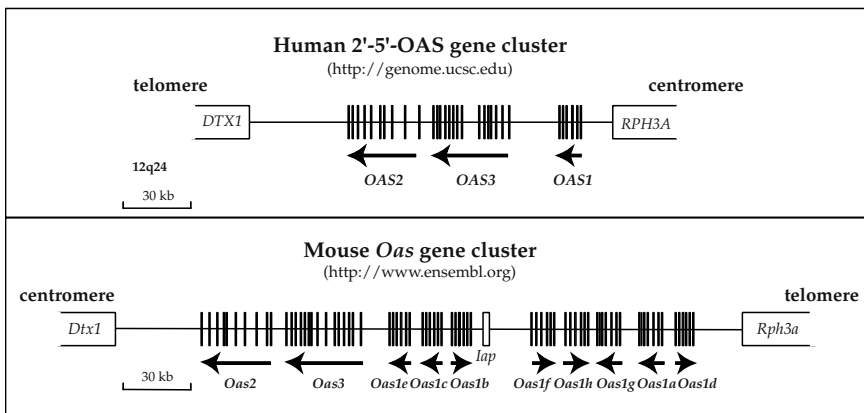 Human 2'-5'-OAS gene cluster
(http://genome.ucsc.edu)
telomere
centromere
DTX1
RPH3A
12q24
OAS2
OAS3
OAS1
30 kb
Mouse Oas gene cluster
(http://www.ensembl.org)
centromere
telomere
Dtx1
Rph3a
Iap
30 kb
Oas2
Oas3
Oas1e
Oas1c
Oas1b
Oas1f
Oas1h
Oas1g
Oas1a
Oas1d